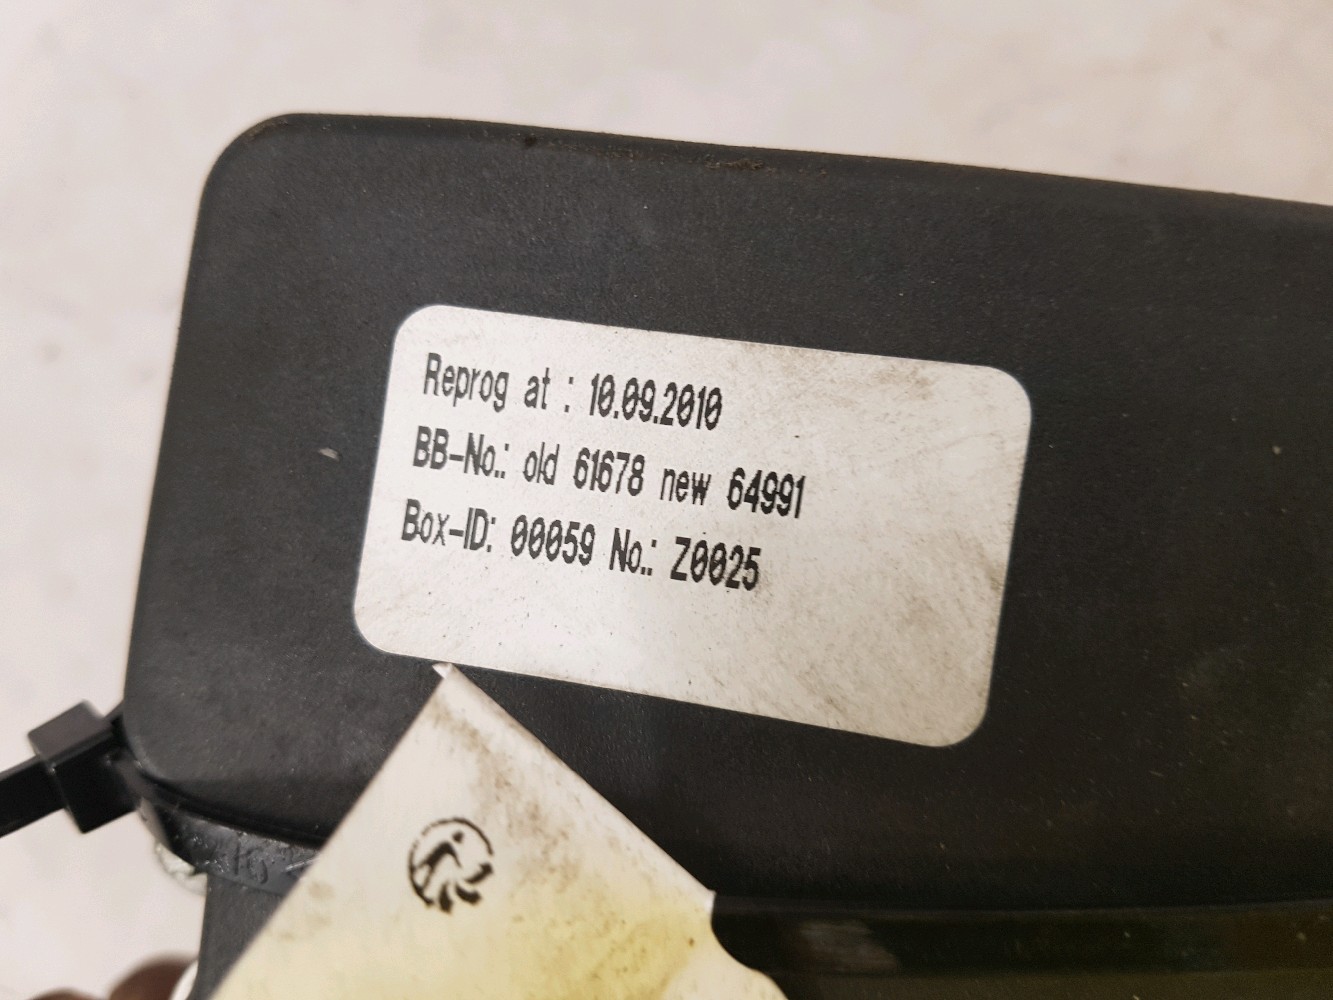 Reprog at : 10.09.2010
BB-No.: old 61678 new 64991
Box-ID: 00059 No.: Z0025